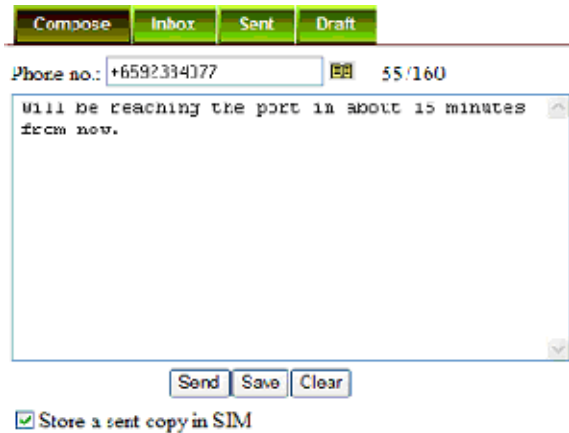 Compose Inbox Sent Draft
Phone no.: +6592334077 55/160
Will be reaching the port in about 15 minutes
from now.
Send Save Clear
Store a sent copy in SIM